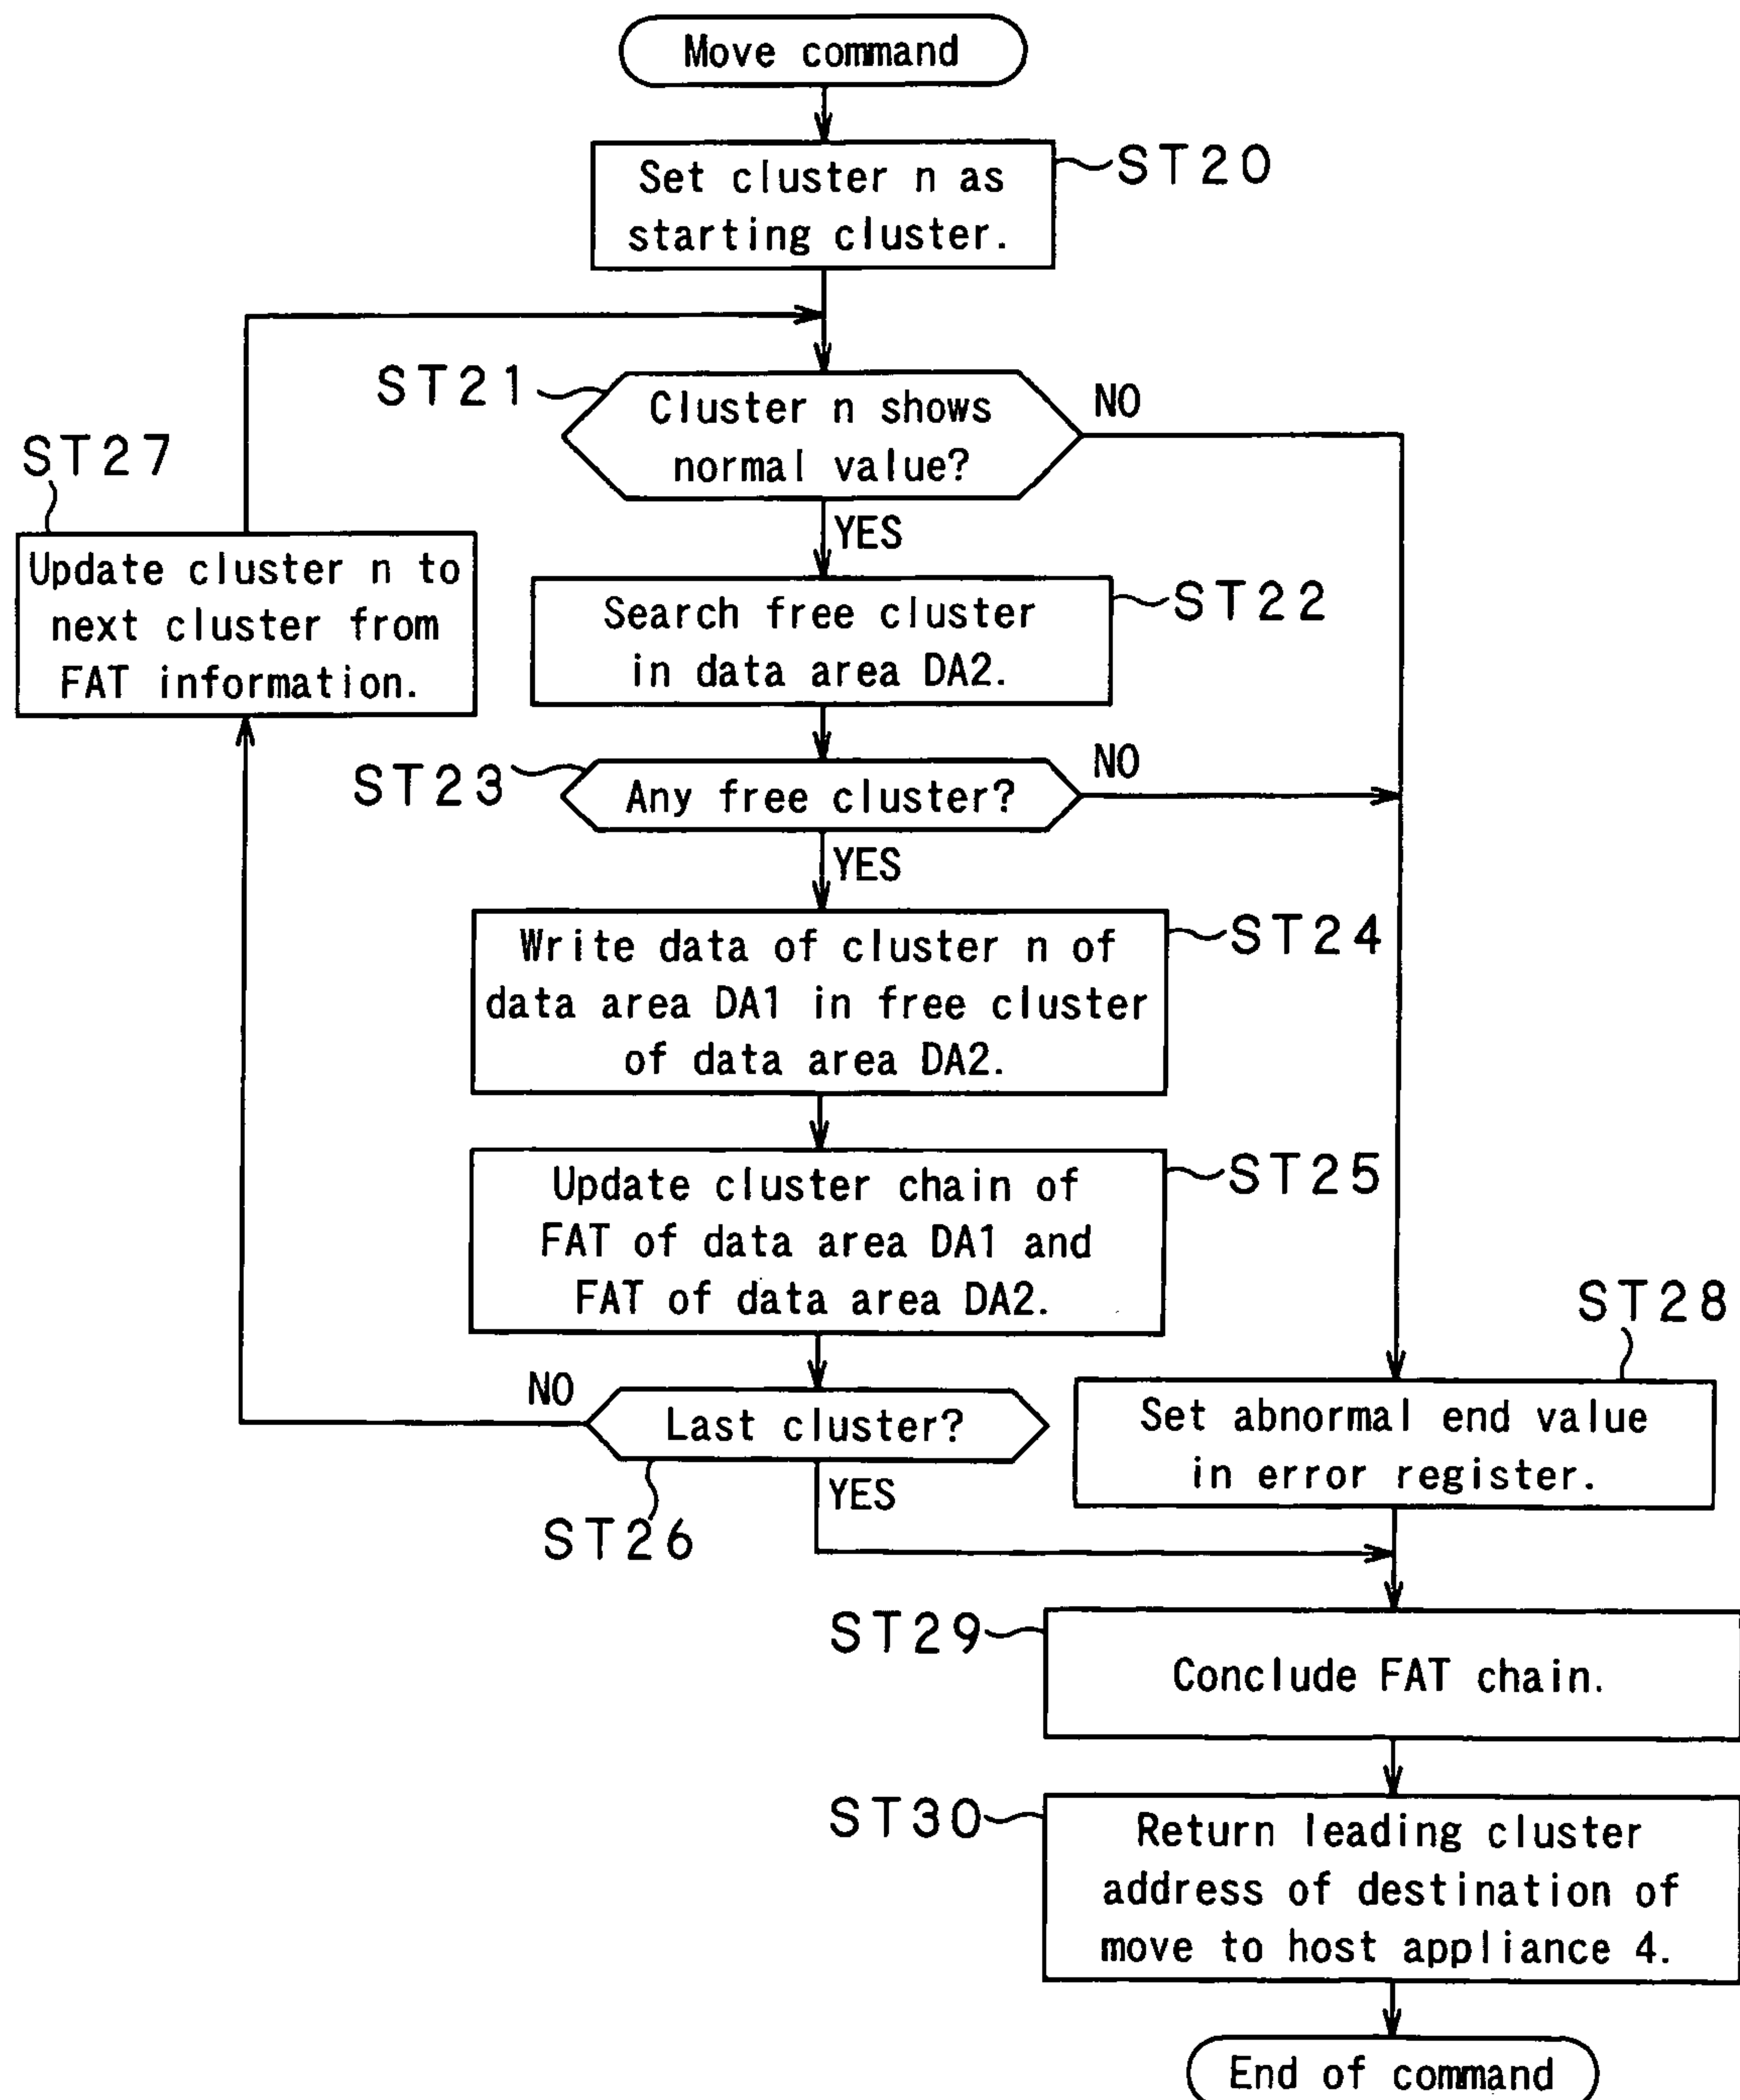 Move command
Set cluster n as
starting cluster.
ST20
ST21
Cluster n shows
normal value?
NO
YES
ST27
Update cluster n to
next cluster from
FAT information.
Search free cluster
in data area DA2.
ST22
ST23
Any free cluster?
NO
YES
Write data of cluster n of
data area DA1 in free cluster
of data area DA2.
ST24
Update cluster chain of
FAT of data area DA1 and
FAT of data area DA2.
ST25
NO
Last cluster?
YES
ST26
ST28
Set abnormal end value
in error register.
ST29
Conclude FAT chain.
ST30
Return leading cluster
address of destination of
move to host appliance 4.
End of command